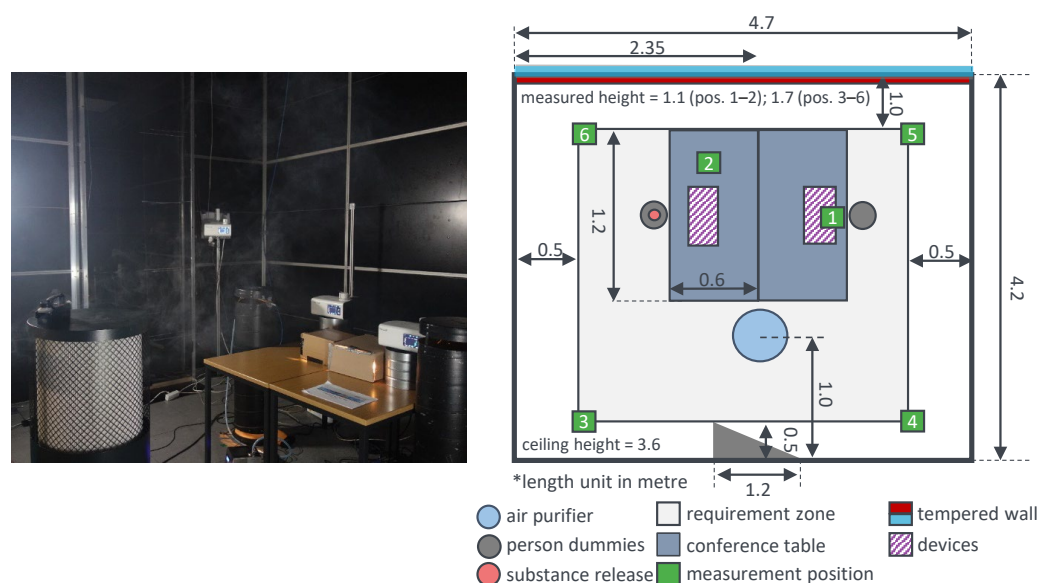 4.7
2.35
measured height = 1.1 (pos. 1–2); 1.7 (pos. 3–6)
1.0
6
5
2
1
1.2
0.5
0.5
0.6
4.2
1.0
3
4
ceiling height = 3.6
0.5
*length unit in metre
1.2
air purifier
requirement zone
tempered wall
person dummies
conference table
devices
substance release
measurement position